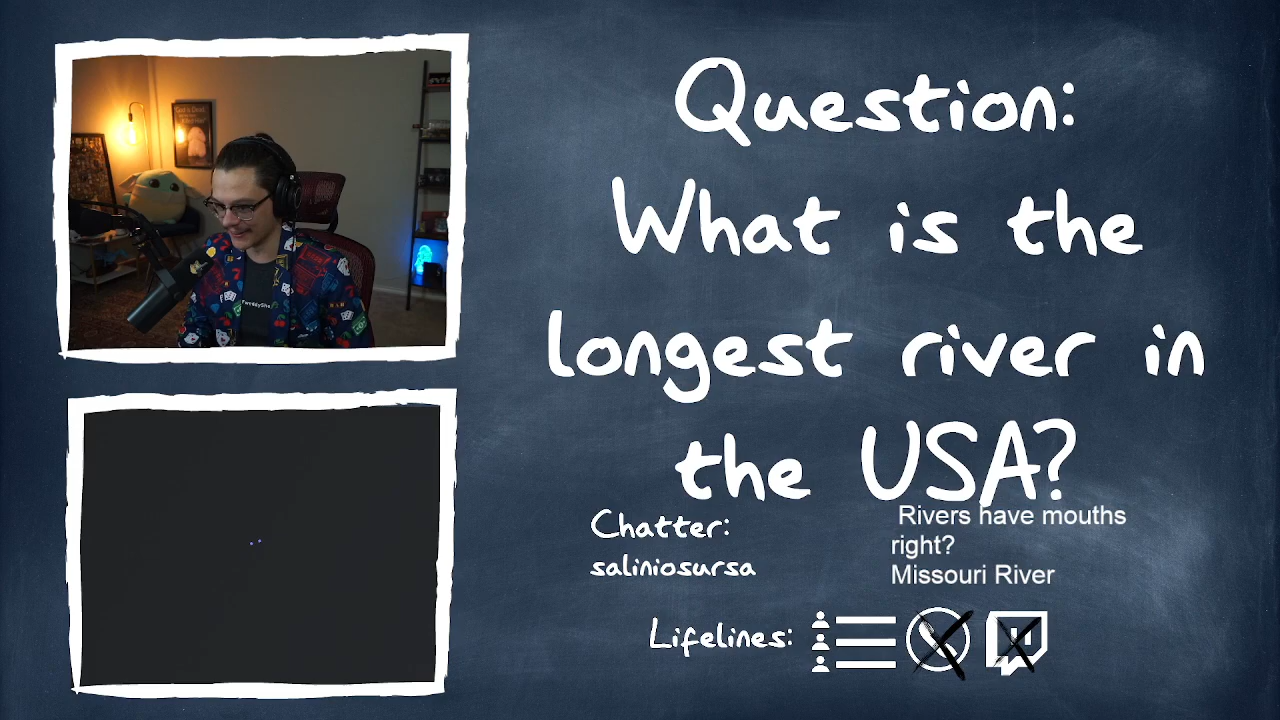 Question:
What is the
longest river in
the USA?
Chatter:
saliniosursa
Rivers have mouths
right?
Missouri River
Lifelines: